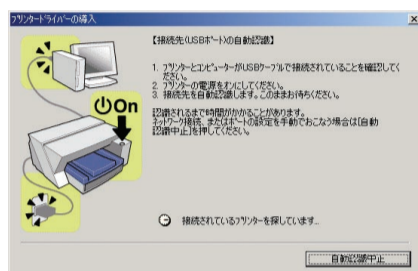 プリンタードライバーの導入
【接続先（USBポート）の自動認識】
1. プリンターとコンピューターがUSBケーブルで接続されていることを確認してく
ださい。
2. プリンターの電源をオンにしてください。
3. 接続先を自動認識します。このままお待ちください。
認識されるまで時間がかかることがあります。
ネットワーク接続、またはポートの設定を手動でおこなう場合は[自動
認識中止]を押してください。
On
接続されているプリンターを探しています...
自動認識中止